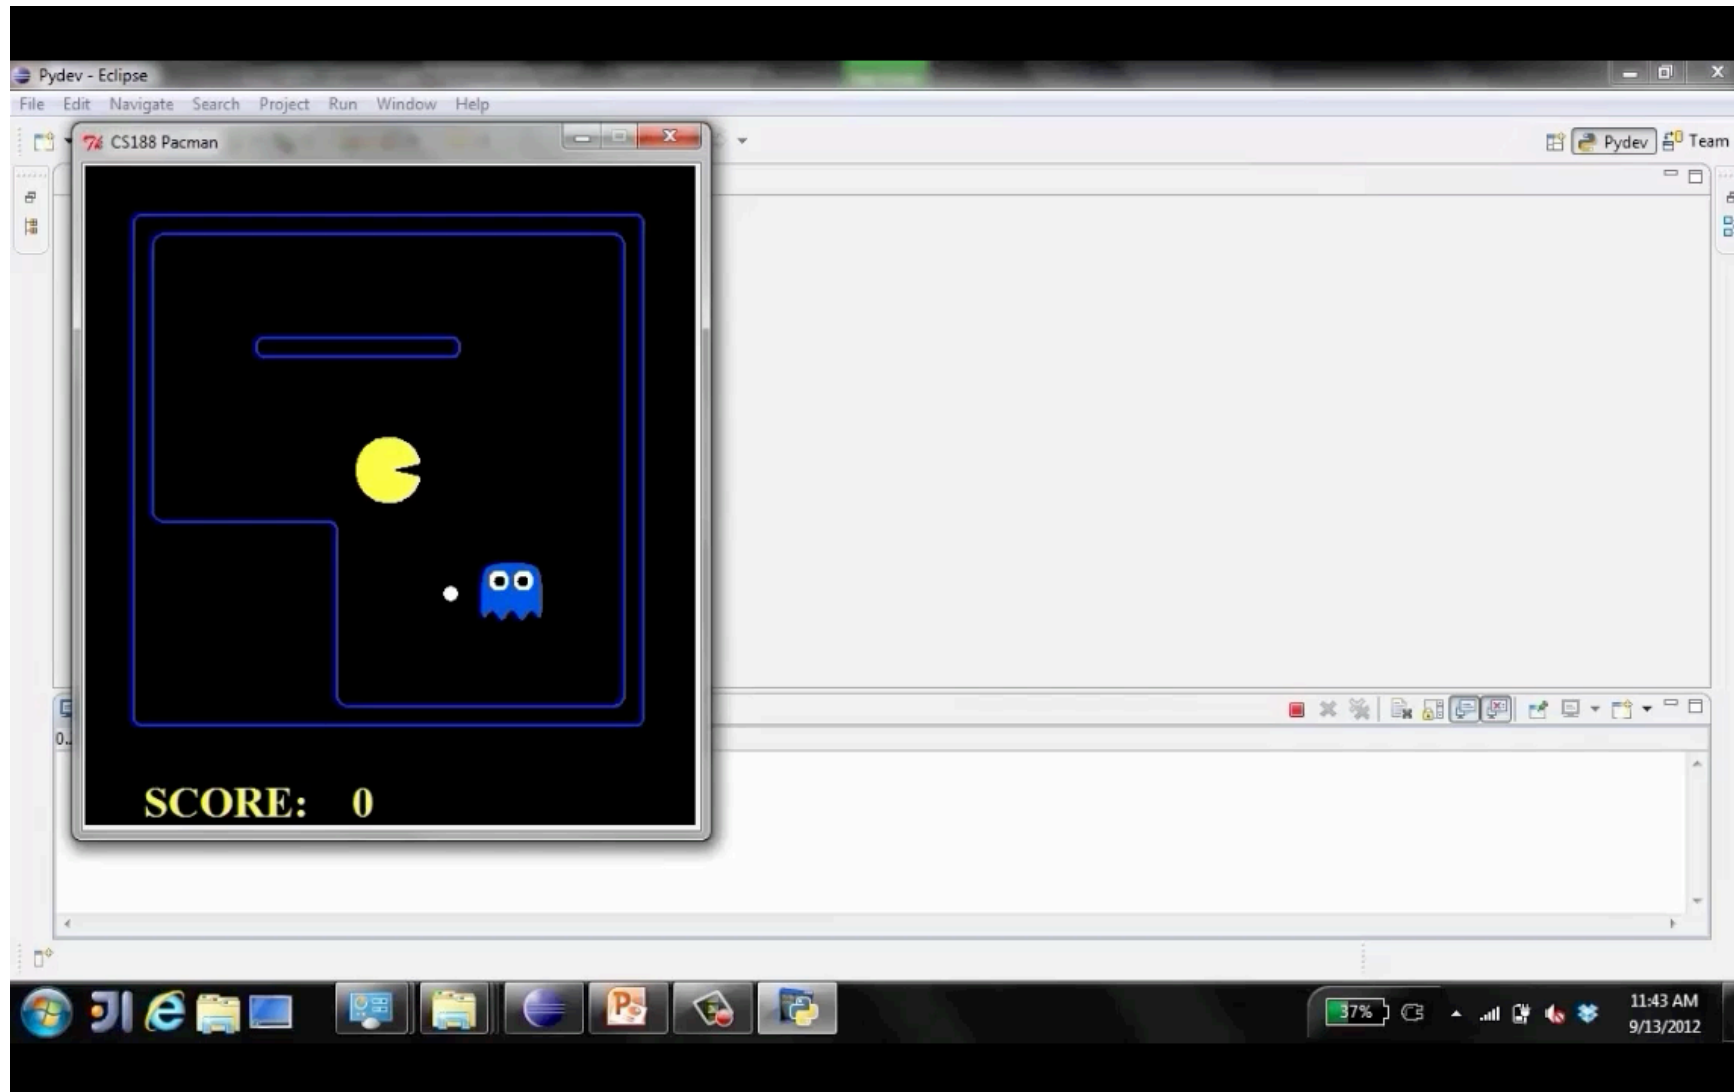 Pydev - Eclipse
File Edit Navigate Search Project Run Window Help
CS188 Pacman
Pydev Team
SCORE: 0
37%
11:43 AM
9/13/2012